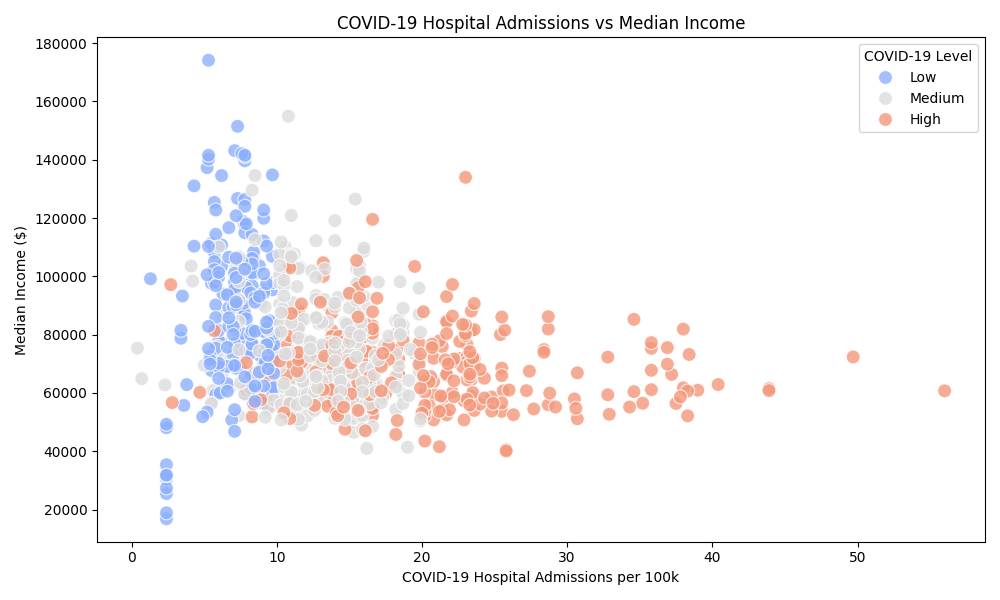 COVID-19 Hospital Admissions vs Median Income
180000
160000
140000
120000
100000
80000
60000
40000
20000
Median Income ($)
COVID-19 Level
Low
Medium
High
0 10 20 30 40 50
COVID-19 Hospital Admissions per 100k